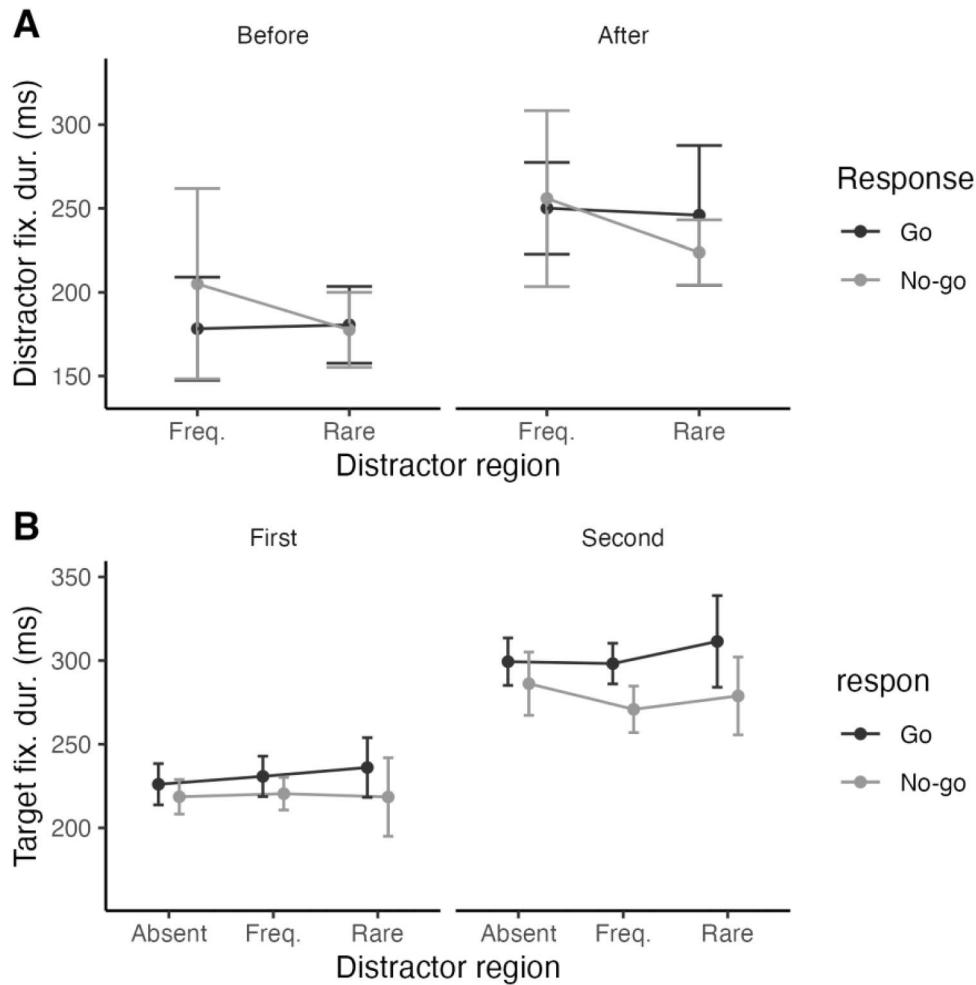 A
Before After
Distractor fix. dur. (ms)
300
250
200
150
Freq. Rare Freq. Rare
Distractor region
Response
Go
No-go
B
First Second
Target fix. dur. (ms)
350
300
250
200
Absent Freq. Rare Absent Freq. Rare
Distractor region
respon
Go
No-go